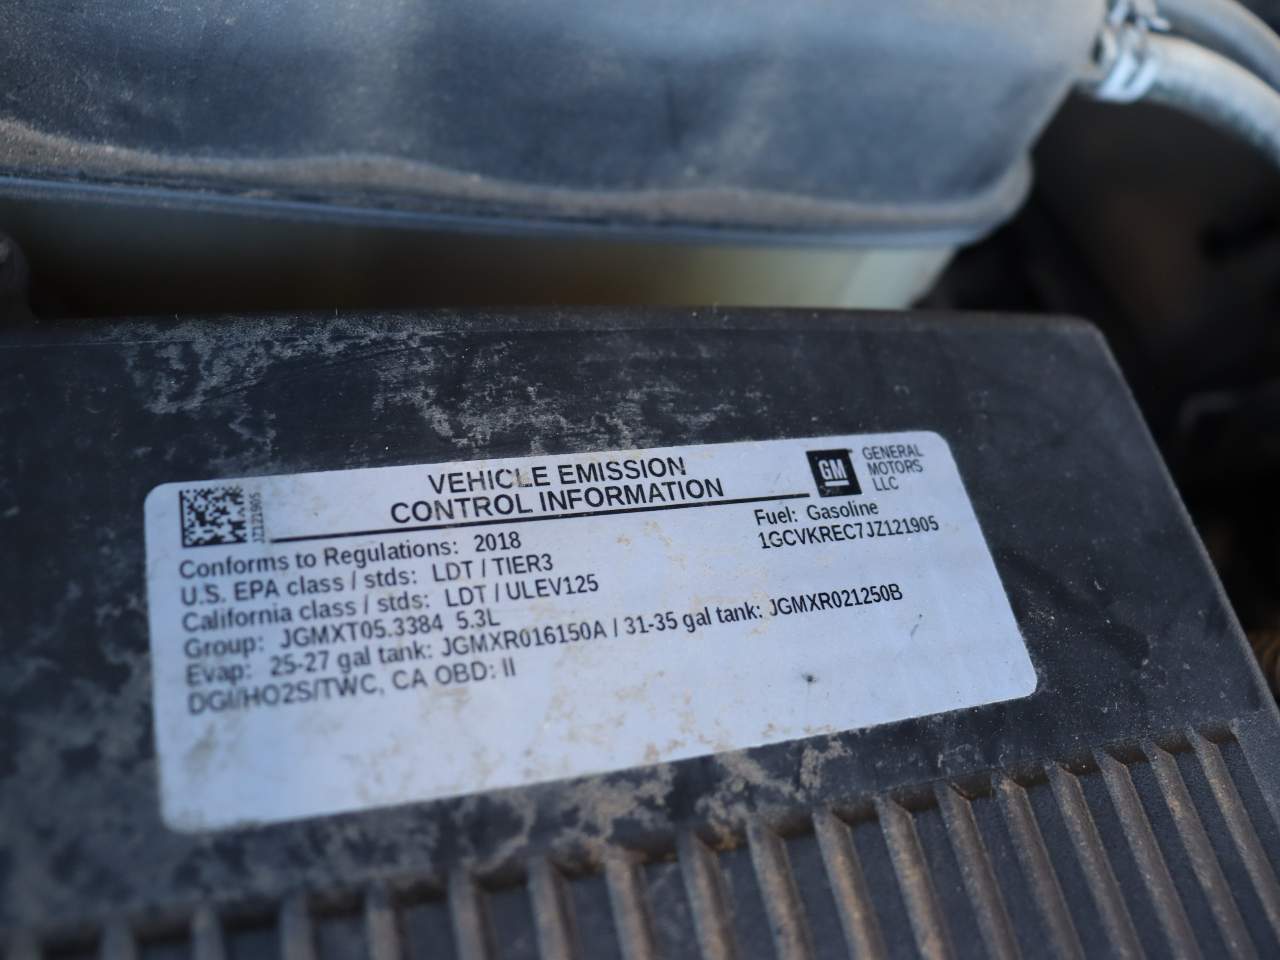 JZ121905
VEHICLE EMISSION
CONTROL INFORMATION
GM
GENERAL
MOTORS
LLC
Fuel: Gasoline
1GCVKREC7JZ121905
Conforms to Regulations: 2018
U.S. EPA class / stds: LDT / TIER3
California class / stds: LDT / ULEV125
Group: JGMXT05.3384 5.3L
Evap: 25-27 gal tank: JGMXR016150A / 31-35 gal tank: JGMXR021250B
DGI/HO2S/TWC, CA OBD: II